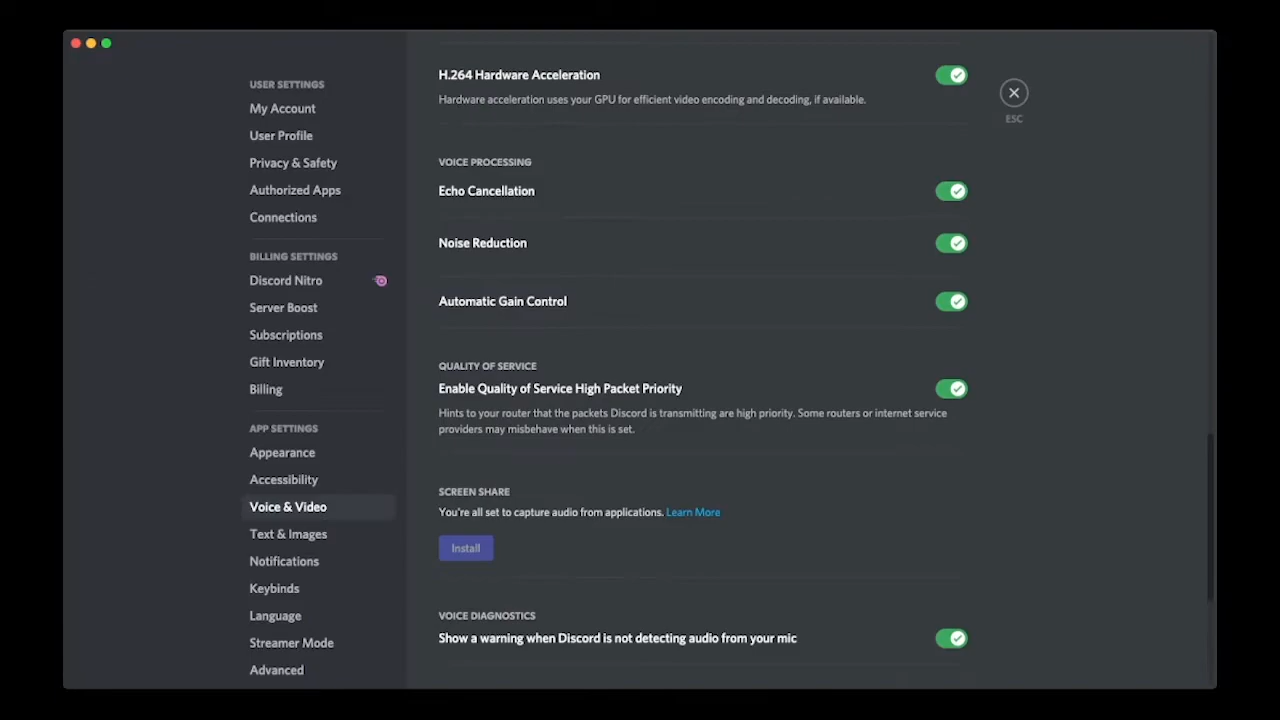 USER SETTINGS
My Account
User Profile
Privacy & Safety
Authorized Apps
Connections
BILLING SETTINGS
Discord Nitro
Server Boost
Subscriptions
Gift Inventory
Billing
APP SETTINGS
Appearance
Accessibility
Voice & Video
Text & Images
Notifications
Keybinds
Language
Streamer Mode
Advanced
H.264 Hardware Acceleration
Hardware acceleration uses your GPU for efficient video encoding and decoding, if available.
VOICE PROCESSING
Echo Cancellation
Noise Reduction
Automatic Gain Control
QUALITY OF SERVICE
Enable Quality of Service High Packet Priority
Hints to your router that the packets Discord is transmitting are high priority. Some routers or internet service
providers may misbehave when this is set.
SCREEN SHARE
You're all set to capture audio from applications. Learn More
Install
VOICE DIAGNOSTICS
Show a warning when Discord is not detecting audio from your mic
ESC